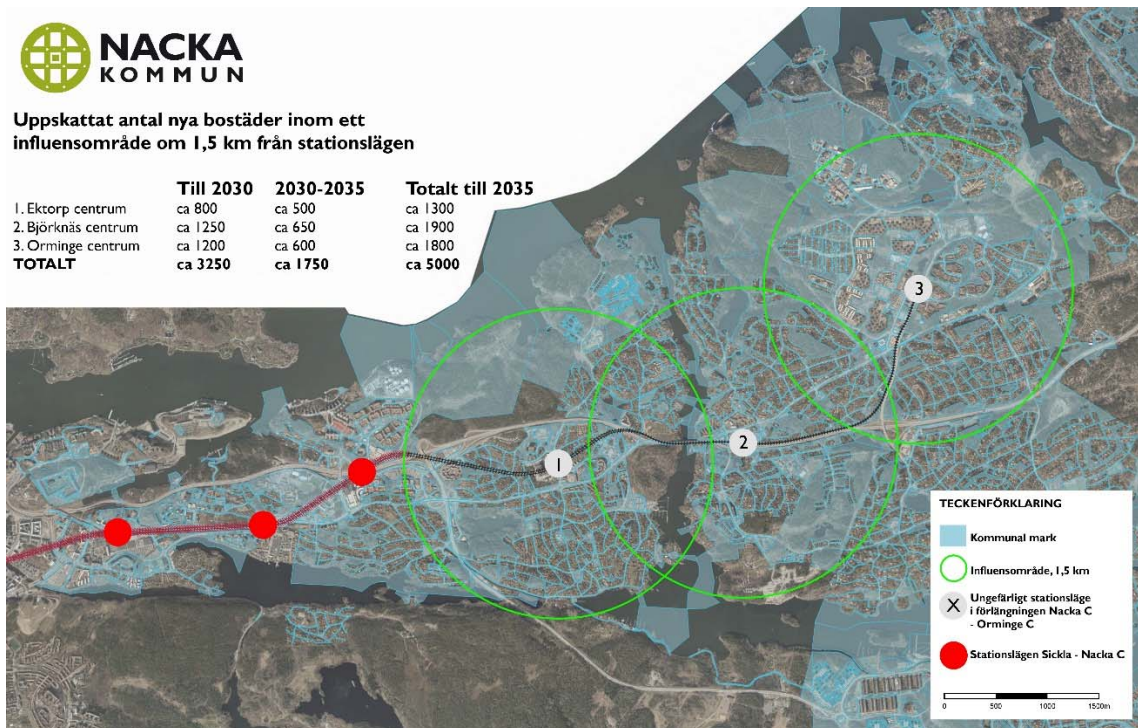 NACKA
KOMMUN
Uppskattat antal nya bostäder inom ett
influensområde om 1,5 km från stationslägen
Till 2030 2030-2035 Totalt till 2035
1. Ektorp centrum ca 800 ca 500 ca 1300
2. Björknäs centrum ca 1250 ca 650 ca 1900
3. Orminge centrum ca 1200 ca 600 ca 1800
TOTALT ca 3250 ca 1750 ca 5000
3
2
1
TECKENFÖRKLARING
Kommunal mark
Influensområde, 1,5 km
X
Ungefärligt stationsläge
i förlängningen Nacka C
- Orminge C
Stationslägen Sickla - Nacka C
0 500 1000 1500m